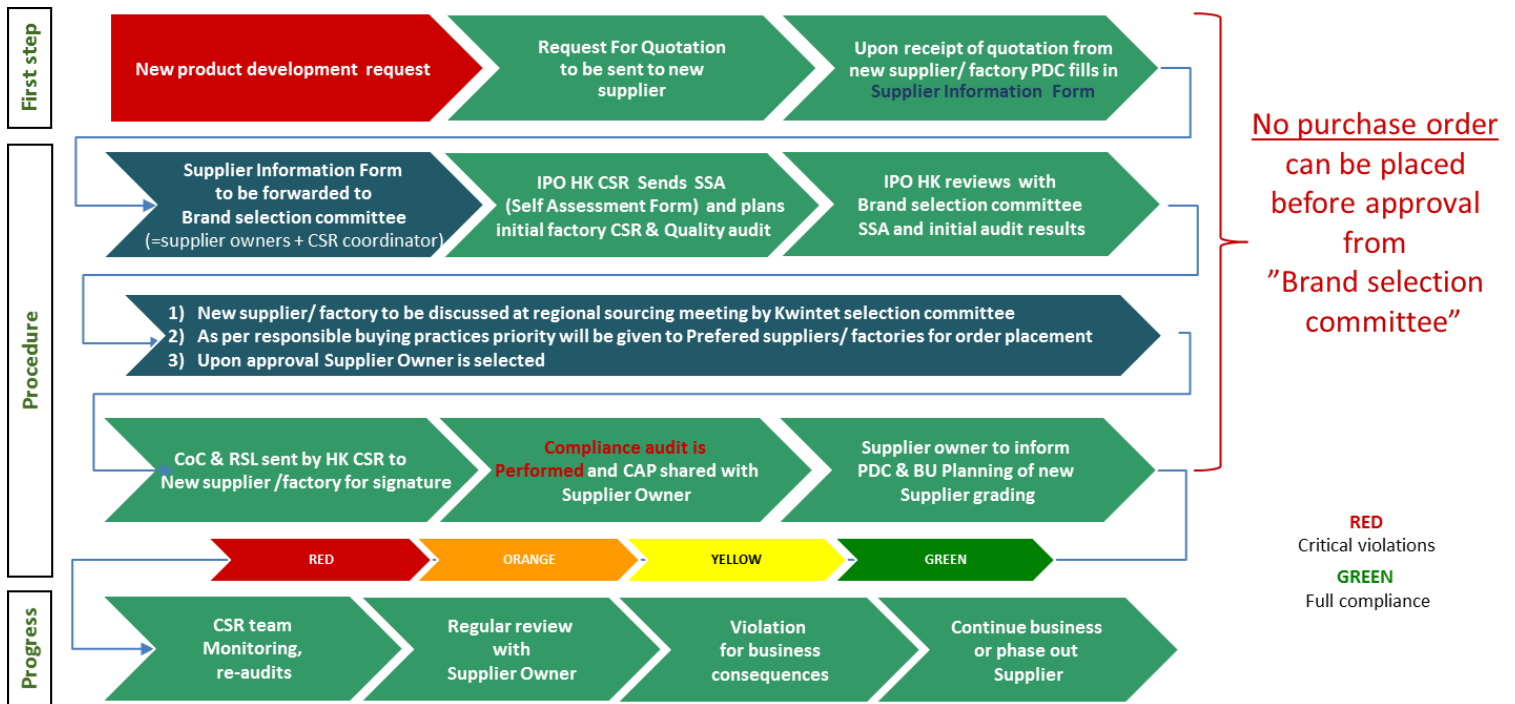 First step
New product development request
Request For Quotation
to be sent to new
supplier
Upon receipt of quotation from
new supplier/ factory PDC fills in
Supplier Information Form
Procedure
Supplier Information Form
to be forwarded to
Brand selection committee
(=supplier owners + CSR coordinator)
IPO HK CSR Sends SSA
(Self Assessment Form) and plans
initial factory CSR & Quality audit
IPO HK reviews with
Brand selection committee
SSA and initial audit results
1) New supplier/ factory to be discussed at regional sourcing meeting by Kwintet selection committee
2) As per responsible buying practices priority will be given to Prefered suppliers/ factories for order placement
3) Upon approval Supplier Owner is selected
CoC & RSL sent by HK CSR to
New supplier /factory for signature
Compliance audit is
Performed and CAP shared with
Supplier Owner
Supplier owner to inform
PDC & BU Planning of new
Supplier grading
RED
ORANGE
YELLOW
GREEN
Progress
CSR team
Monitoring,
re-audits
Regular review
with
Supplier Owner
Violation
for business
consequences
Continue business
or phase out
Supplier
No purchase order
can be placed
before approval
from
”Brand selection
committee”
RED
Critical violations
GREEN
Full compliance